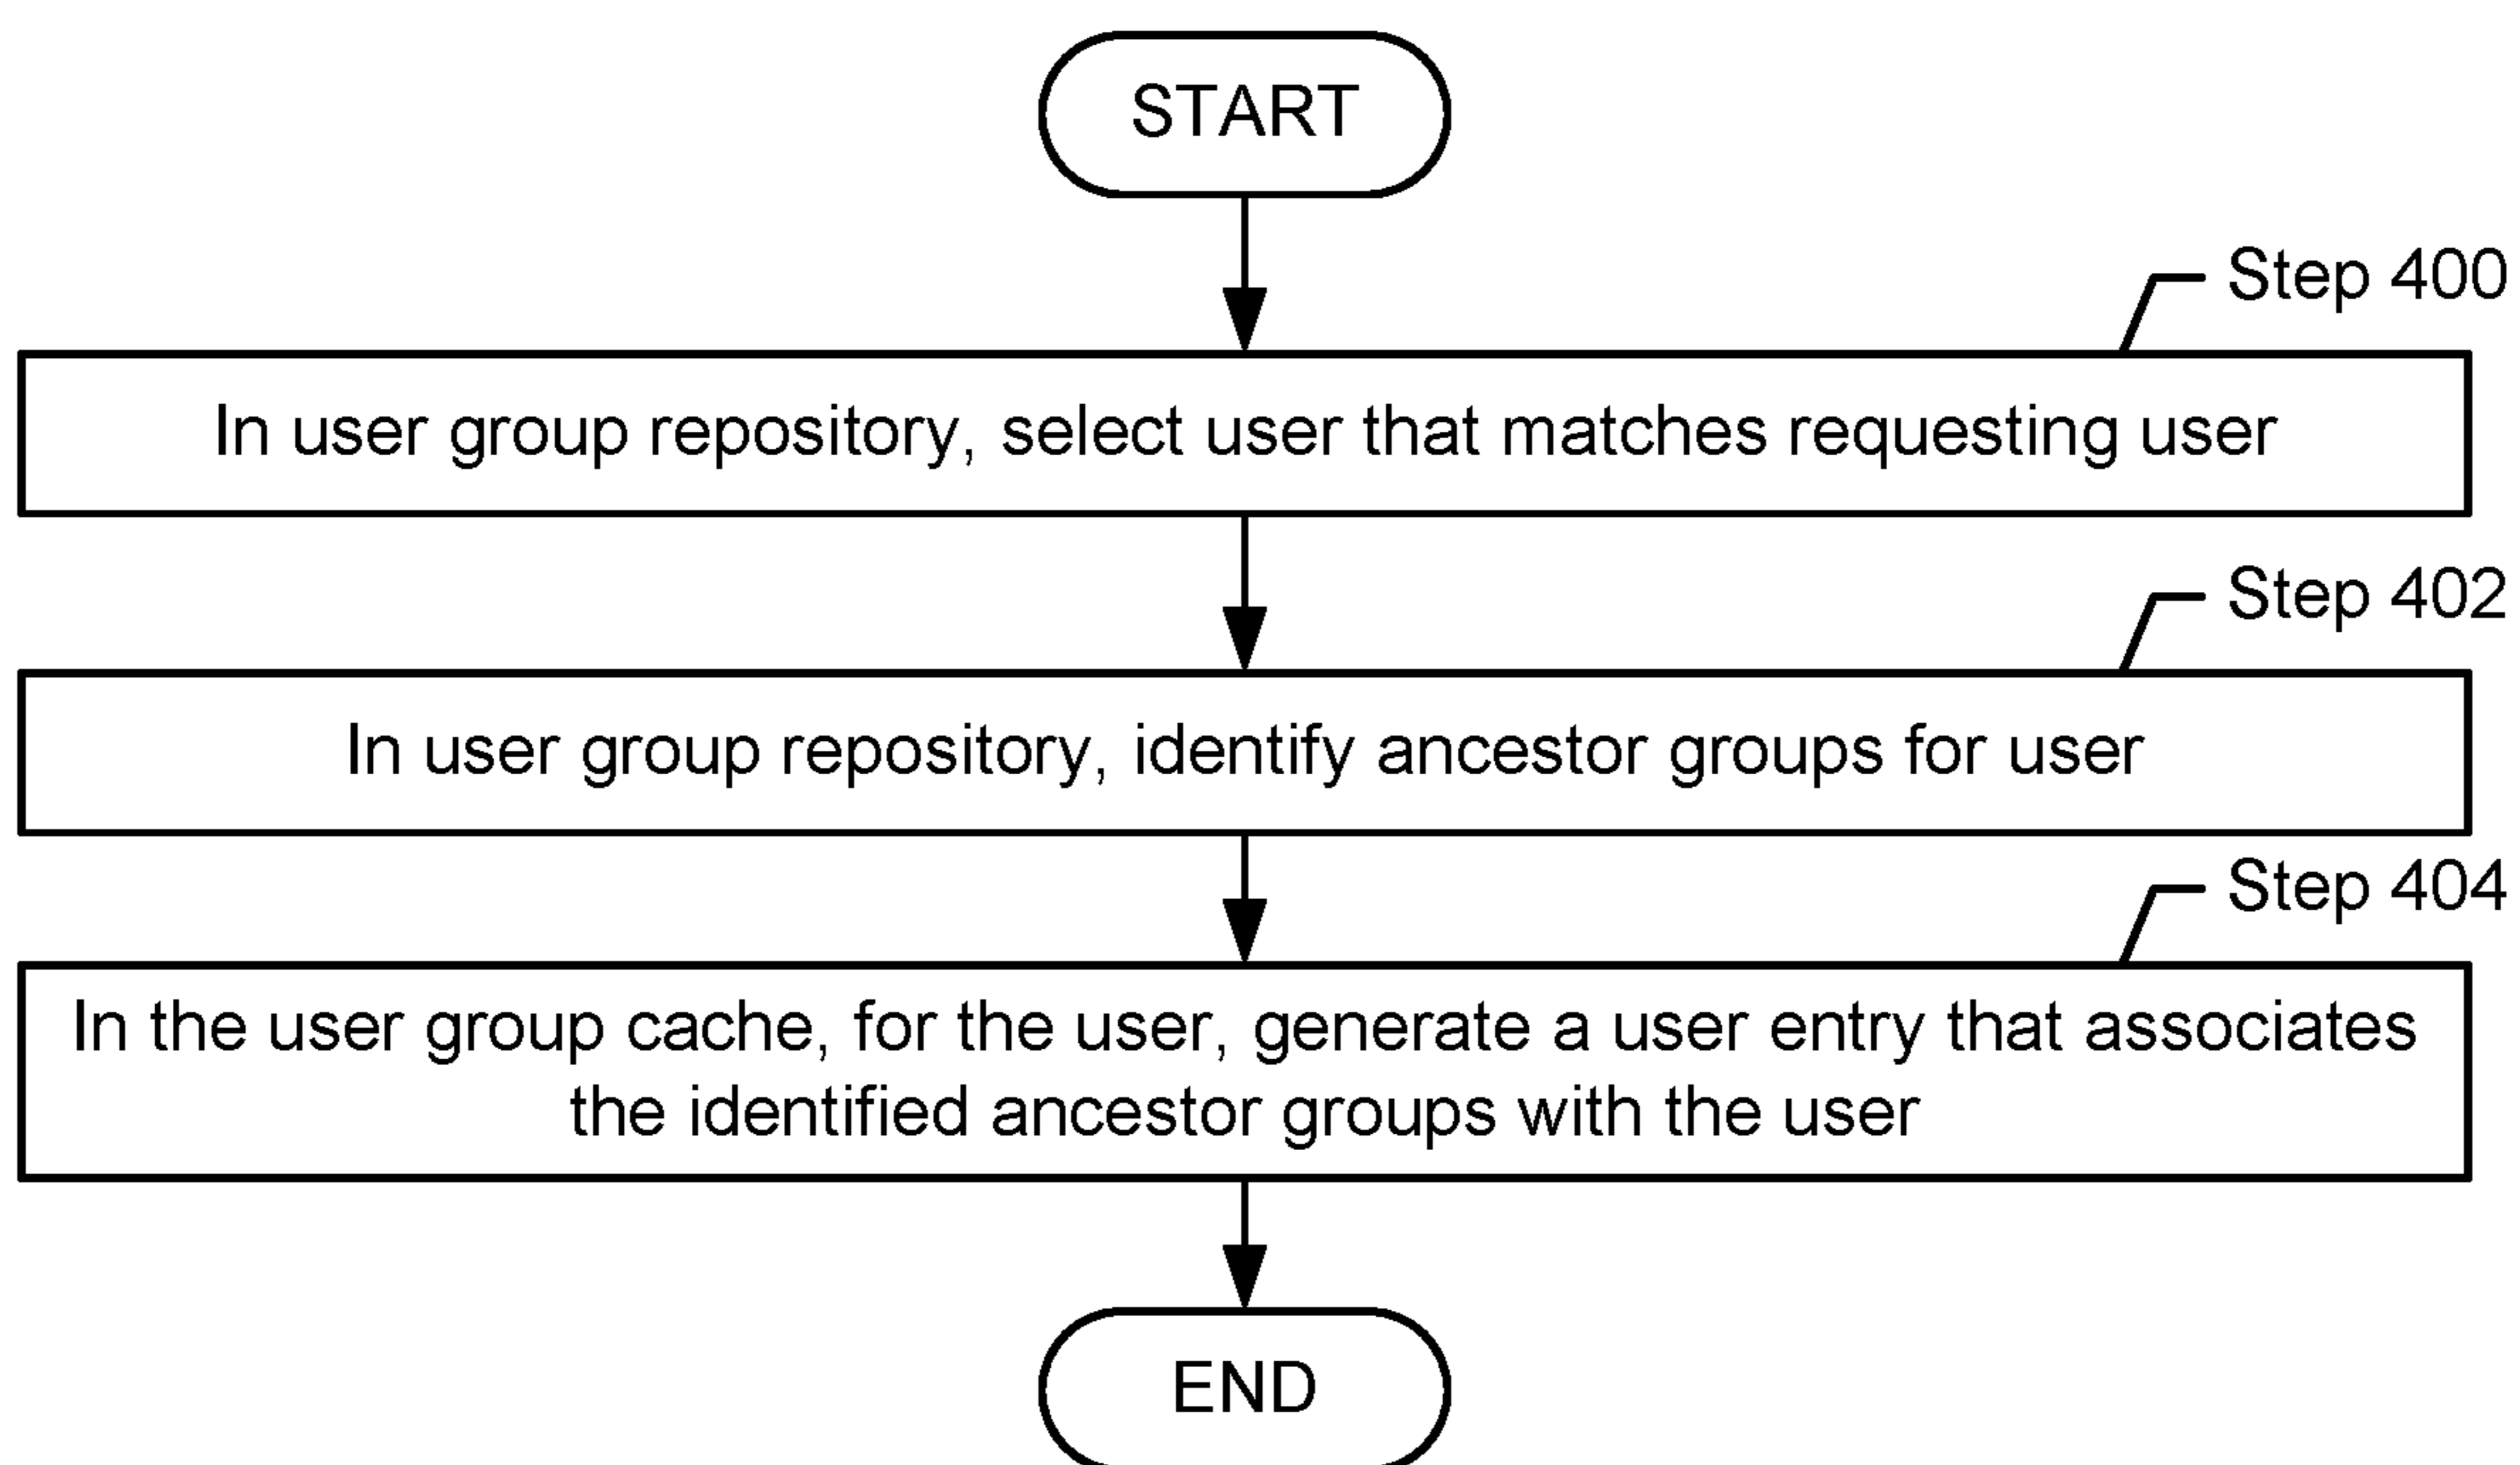 START
Step 400
In user group repository, select user that matches requesting user
Step 402
In user group repository, identify ancestor groups for user
Step 404
In the user group cache, for the user, generate a user entry that associates
the identified ancestor groups with the user
END